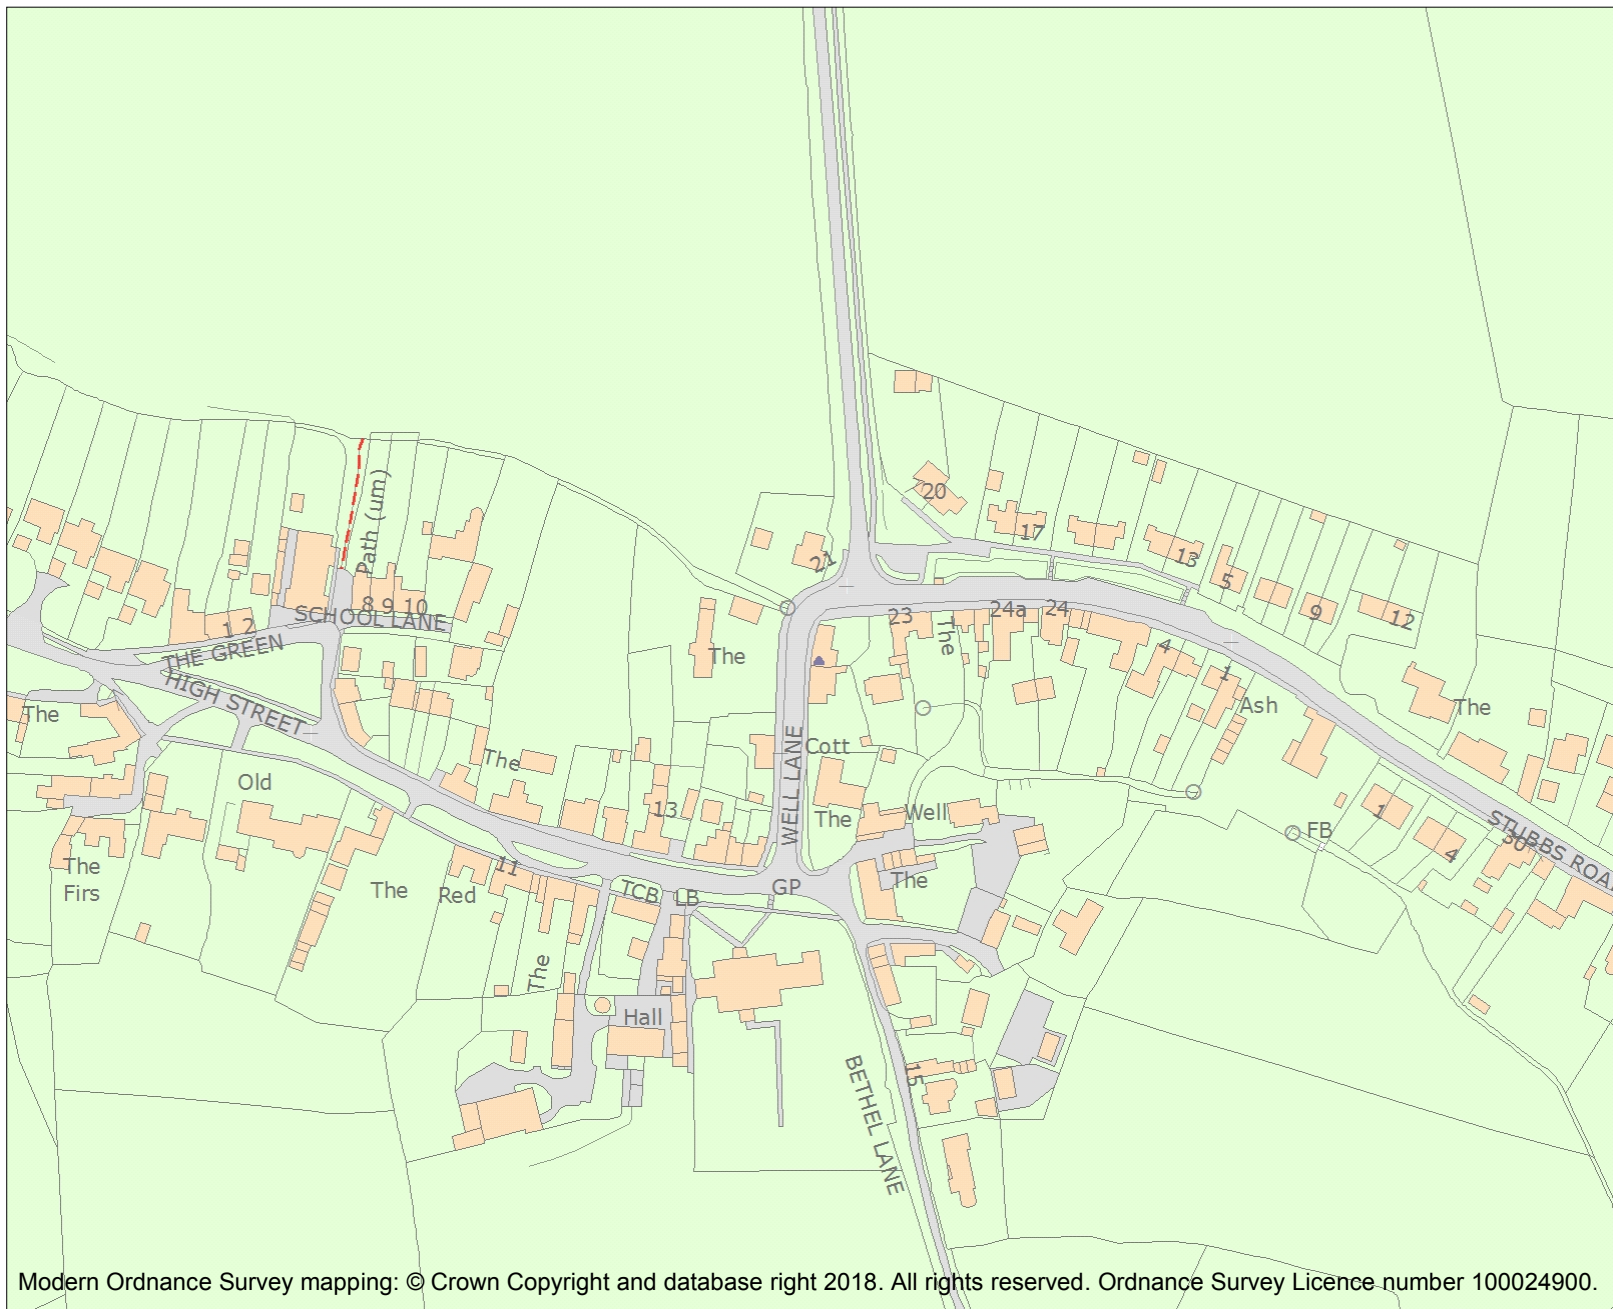 20
Path (um)
17
21
13
5
8 9 10
24a
24
9
23
12
SCHOOL LANE
1 2
The
4
THE GREEN
The
1
HIGH STREET
Ash
The
The
Cott
The
WELL LANE
Old
13
The
Well
1
FB
STUBBS ROAD
30
4
The
Firs
11
The
Red
TCB
LB
GP
The
The
Hall
15
BETHEL LANE
Modern Ordnance Survey mapping: © Crown Copyright and database right 2018. All rights reserved. Ordnance Survey Licence number 100024900.